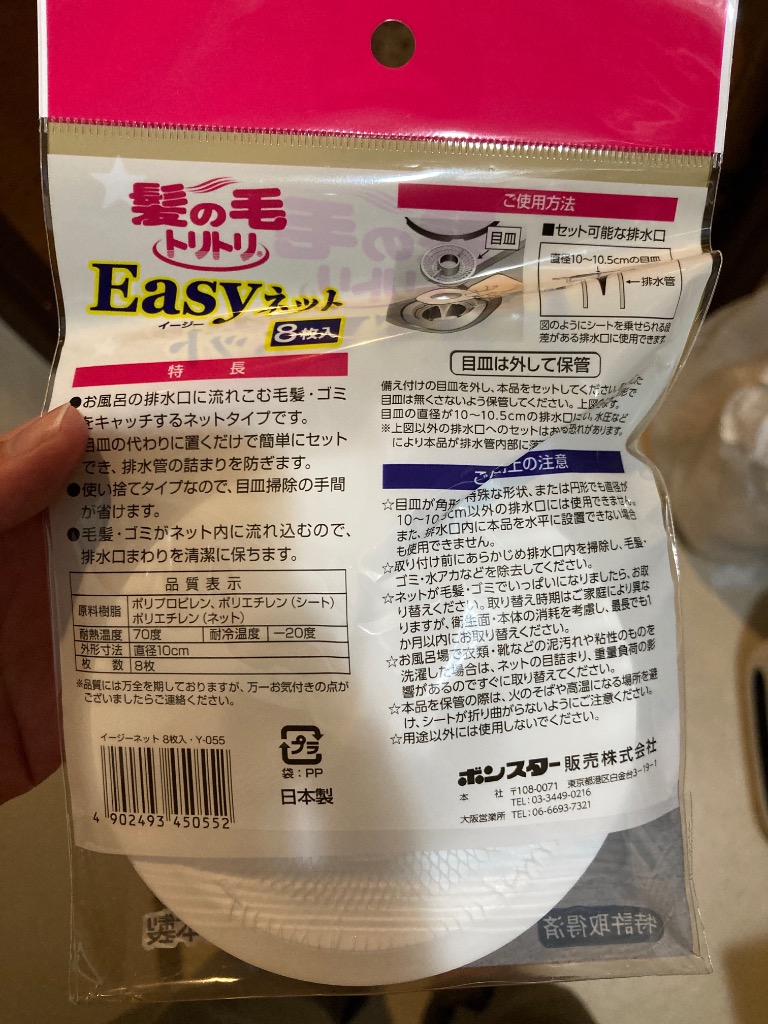 髪の毛
トリトリ®
Easyネット
イージー
8枚入
特長
●お風呂の排水口に流れこむ毛髪・ゴミ
をキャッチするネットタイプです。
目皿の代わりに置くだけで簡単にセット
でき、排水管の詰まりを防ぎます。
●使い捨てタイプなので、目皿掃除の手間
が省けます。
●毛髪・ゴミがネット内に流れ込むので、
排水口まわりを清潔に保ちます。
品質表示
原料樹脂 ポリプロピレン、ポリエチレン(シート)
ポリエチレン(ネット)
耐熱温度 70度 耐冷温度 −20度
外形寸法 直径10cm
枚数 8枚
※品質には万全を期しておりますが、万一お気付きの点が
ございましたらご連絡ください。
イージーネット 8枚入・Y-055
4 902493 450552
プラ
袋:PP
日本製
ご使用方法
目皿
■セット可能な排水口
直径10〜10.5cmの目皿
排水管
図のようにシートを乗せられる段
差がある排水口に使用できます
目皿は外して保管
備え付けの目皿を外し、本品をセットしてください。
目皿は無くさないよう保管してください。上図
目皿の直径が10〜10.5cmの排水口に 水圧など
※上図以外の排水口へのセットは 恐れがあります。
により本品が排水管内部に
ご 上の注意
☆目皿が角形、特殊な形状、または円形でも直径が
10〜10.5cm以外の排水口には使用できません。
また、排水口内に本品を水平に設置できない場合
も使用できません。
☆取り付け前にあらかじめ排水口内を掃除し、毛髪・
ゴミ・水アカなどを除去してください。
☆ネットが毛髪・ゴミでいっぱいになりましたら、お取
り替えください。取り替え時期はご家庭により異な
りますが、衛生面・本体の消耗を考慮し、最長でも1
か月以内にお取り替えください。
☆お風呂場で衣類・靴などの泥汚れや粘性のものを
洗濯した場合は、ネットの目詰まり、重量負荷の影
響があるのですぐに取り替えてください。
☆本品を保管の際は、火のそばや高温になる場所を避
け、シートが折り曲がらないようにご注意ください。
☆用途以外には使用しないでください。
ボンスター販売株式会社
本社 〒108-0071 東京都港区白金台3-19-1
TEL:03-3449-0216
大阪営業所 TEL:06-6693-7321
特許取得済